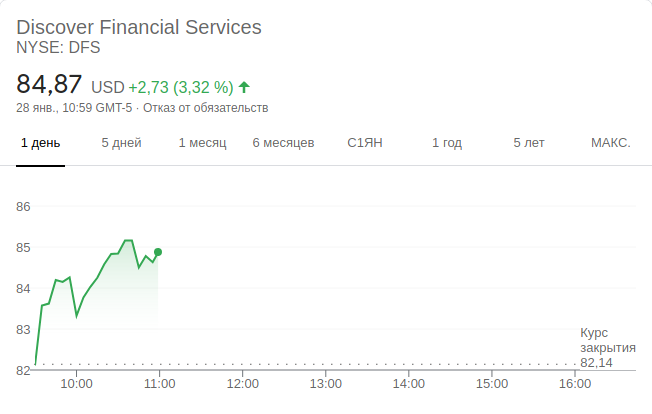 Discover Financial Services
NYSE: DFS
84,87 USD +2,73 (3,32 %)
28 янв., 10:59 GMT-5 · Отказ от обязательств
1 день 5 дней 1 месяц 6 месяцев С1ЯН 1 год 5 лет МАКС.
86
85
84
83
82
Курс
закрытия
82,14
10:00 11:00 12:00 13:00 14:00 15:00 16:00